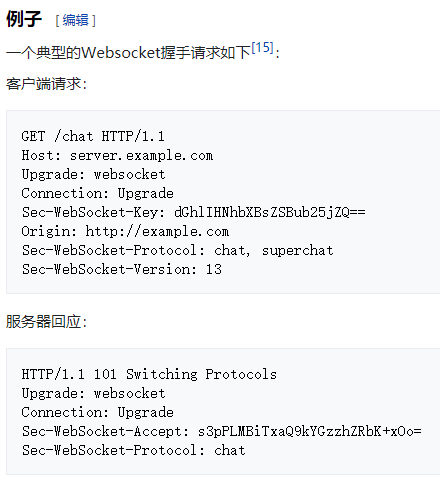 例子 [编辑]
一个典型的Websocket握手请求如下[15]：
客户端请求：
GET /chat HTTP/1.1
Host: server.example.com
Upgrade: websocket
Connection: Upgrade
Sec-WebSocket-Key: dGhlIHNhbXBsZSBub25jZQ==
Origin: http://example.com
Sec-WebSocket-Protocol: chat, superchat
Sec-WebSocket-Version: 13
服务器回应：
HTTP/1.1 101 Switching Protocols
Upgrade: websocket
Connection: Upgrade
Sec-WebSocket-Accept: s3pPLMBiTxaQ9kYGzzhZRbK+xOo=
Sec-WebSocket-Protocol: chat